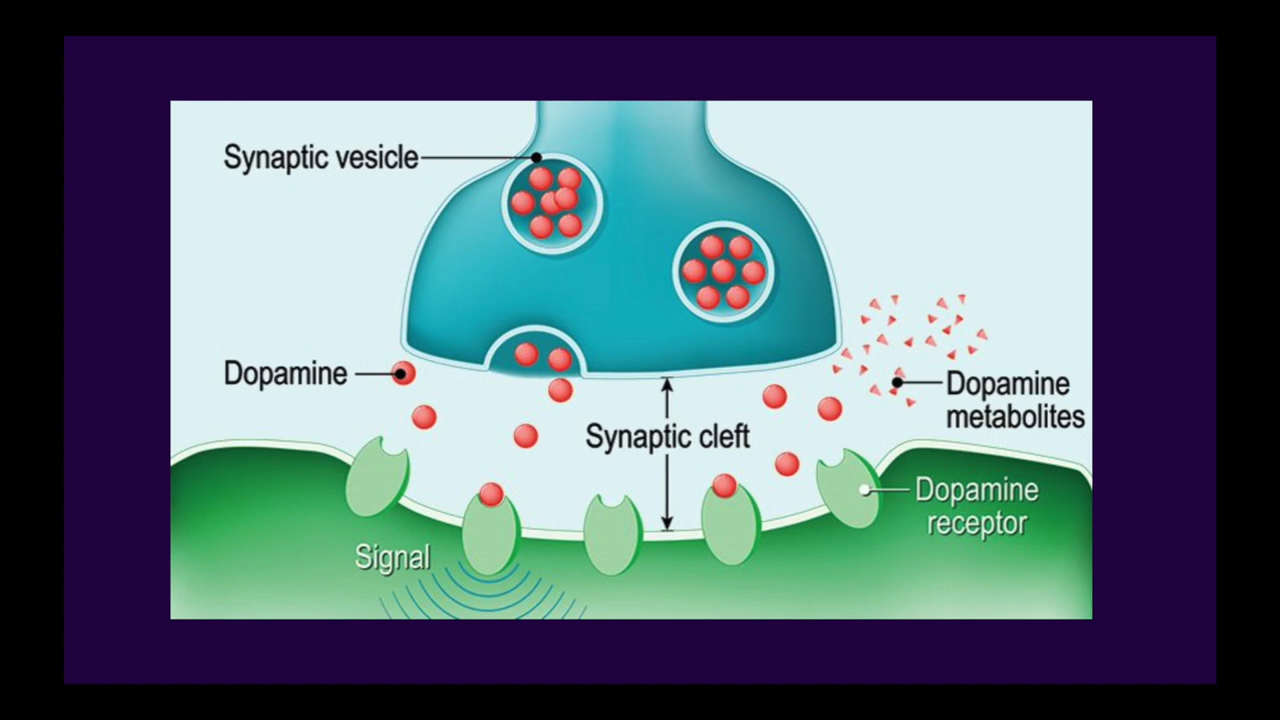 Synaptic vesicle
Dopamine
Synaptic cleft
Dopamine
metabolites
Dopamine
receptor
Signal